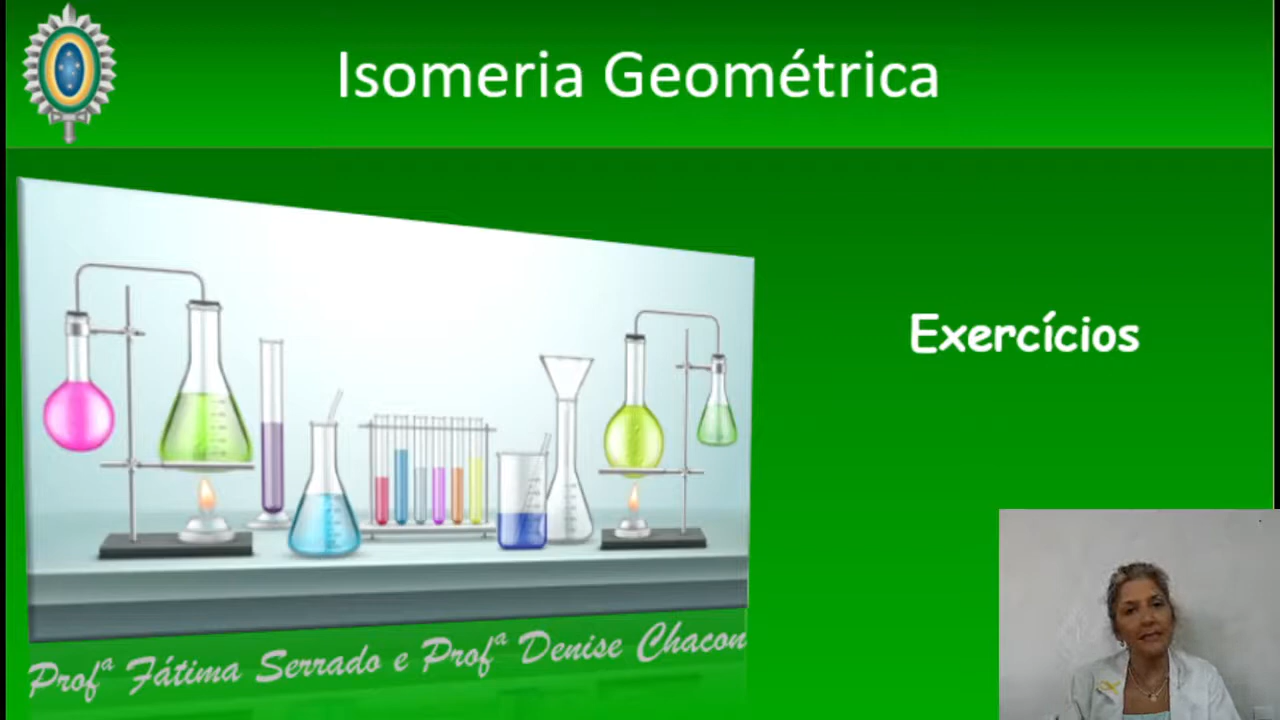 Isomeria Geométrica
Exercícios
Profª Fátima Serrado e Profª Denise Chacon